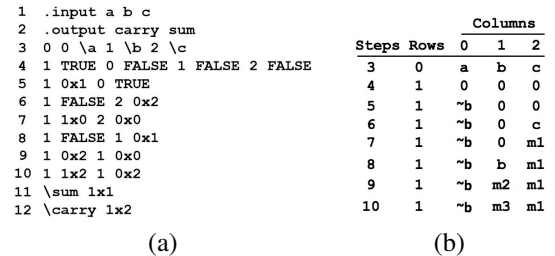 1 .input a b c
2 .output carry sum
3 0 0 \a 1 \b 2 \c
4 1 TRUE 0 FALSE 1 FALSE 2 FALSE
5 1 0x1 0 TRUE
6 1 FALSE 2 0x2
7 1 1x0 2 0x0
8 1 FALSE 1 0x1
9 1 0x2 1 0x0
10 1 1x2 1 0x2
11 \sum 1x1
12 \carry 1x2
(a)
Columns
Steps Rows 0 1 2
3 0 a b c
4 1 0 0 0
5 1 ~b 0 0
6 1 ~b 0 c
7 1 ~b 0 m1
8 1 ~b b m1
9 1 ~b m2 m1
10 1 ~b m3 m1
(b)